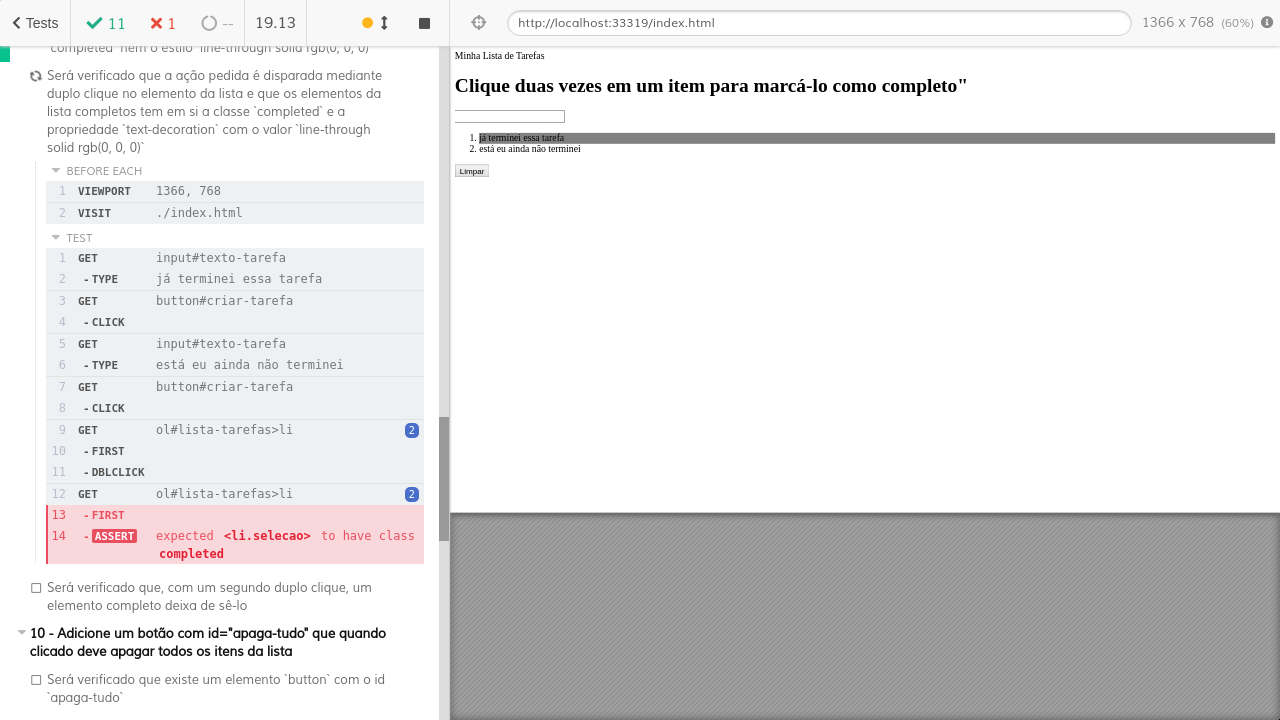 Tests
11
1
--
19.13
http://localhost:33319/index.html
1366 x 768 (60%)
`completed` nem o estilo `line-through solid rgb(0, 0, 0)`
Será verificado que a ação pedida é disparada mediante
duplo clique no elemento da lista e que os elementos da
lista completos tem em si a classe `completed` e a
propriedade `text-decoration` com o valor `line-through
solid rgb(0, 0, 0)`
BEFORE EACH
1 VIEWPORT 1366, 768
2 VISIT ./index.html
TEST
1 GET input#texto-tarefa
2 -TYPE já terminei essa tarefa
3 GET button#criar-tarefa
4 -CLICK
5 GET input#texto-tarefa
6 -TYPE está eu ainda não terminei
7 GET button#criar-tarefa
8 -CLICK
9 GET ol#lista-tarefas>li 2
10 -FIRST
11 -DBLCLICK
12 GET ol#lista-tarefas>li 2
13 -FIRST
14 -ASSERT expected <li.selecao> to have class
completed
Será verificado que, com um segundo duplo clique, um
elemento completo deixa de sê-lo
10 - Adicione um botão com id="apaga-tudo" que quando
clicado deve apagar todos os itens da lista
Será verificado que existe um elemento `button` com o id
`apaga-tudo`
Minha Lista de Tarefas
Clique duas vezes em um item para marcá-lo como completo"
1. já terminei essa tarefa
2. está eu ainda não terminei
Limpar